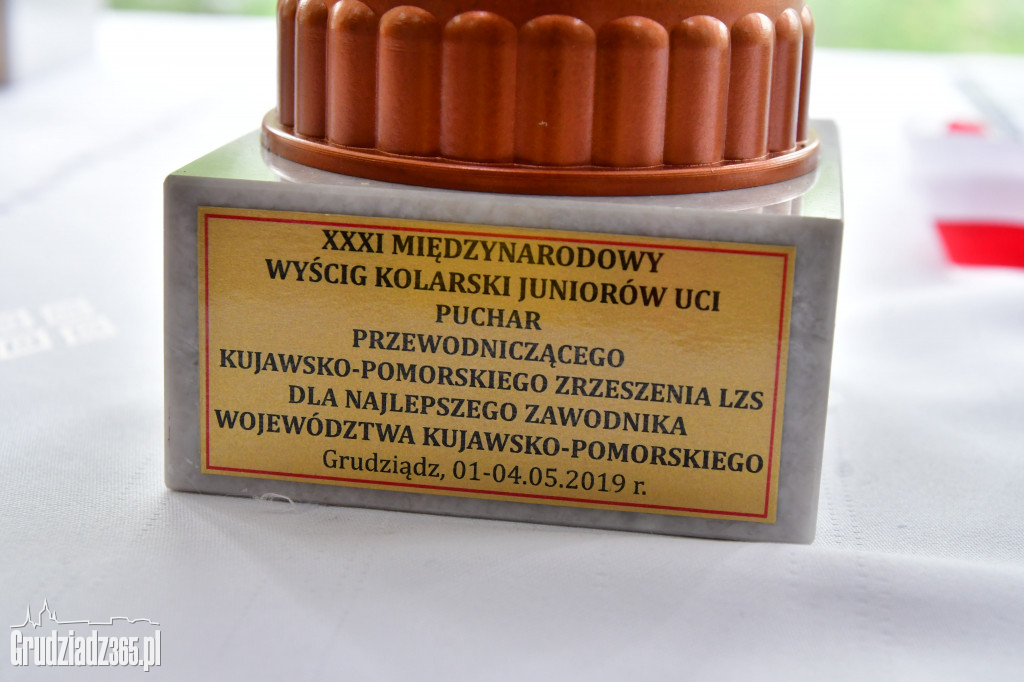 XXXI MIĘDZYNARODOWY
WYŚCIG KOLARSKI JUNIORÓW UCI
PUCHAR
PRZEWODNICZĄCEGO
KUJAWSKO-POMORSKIEGO ZRZESZENIA LZS
DLA NAJLEPSZEGO ZAWODNIKA
WOJEWÓDZTWA KUJAWSKO-POMORSKIEGO
Grudziądz, 01-04.05.2019 r.
Grudziadz365.pl